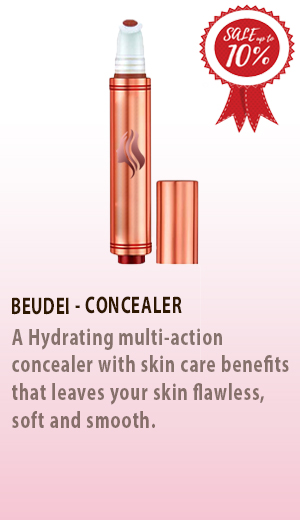 SALE up to
10%
BEUDEI - CONCEALER
A Hydrating multi-action
concealer with skin care benefits
that leaves your skin flawless,
soft and smooth.